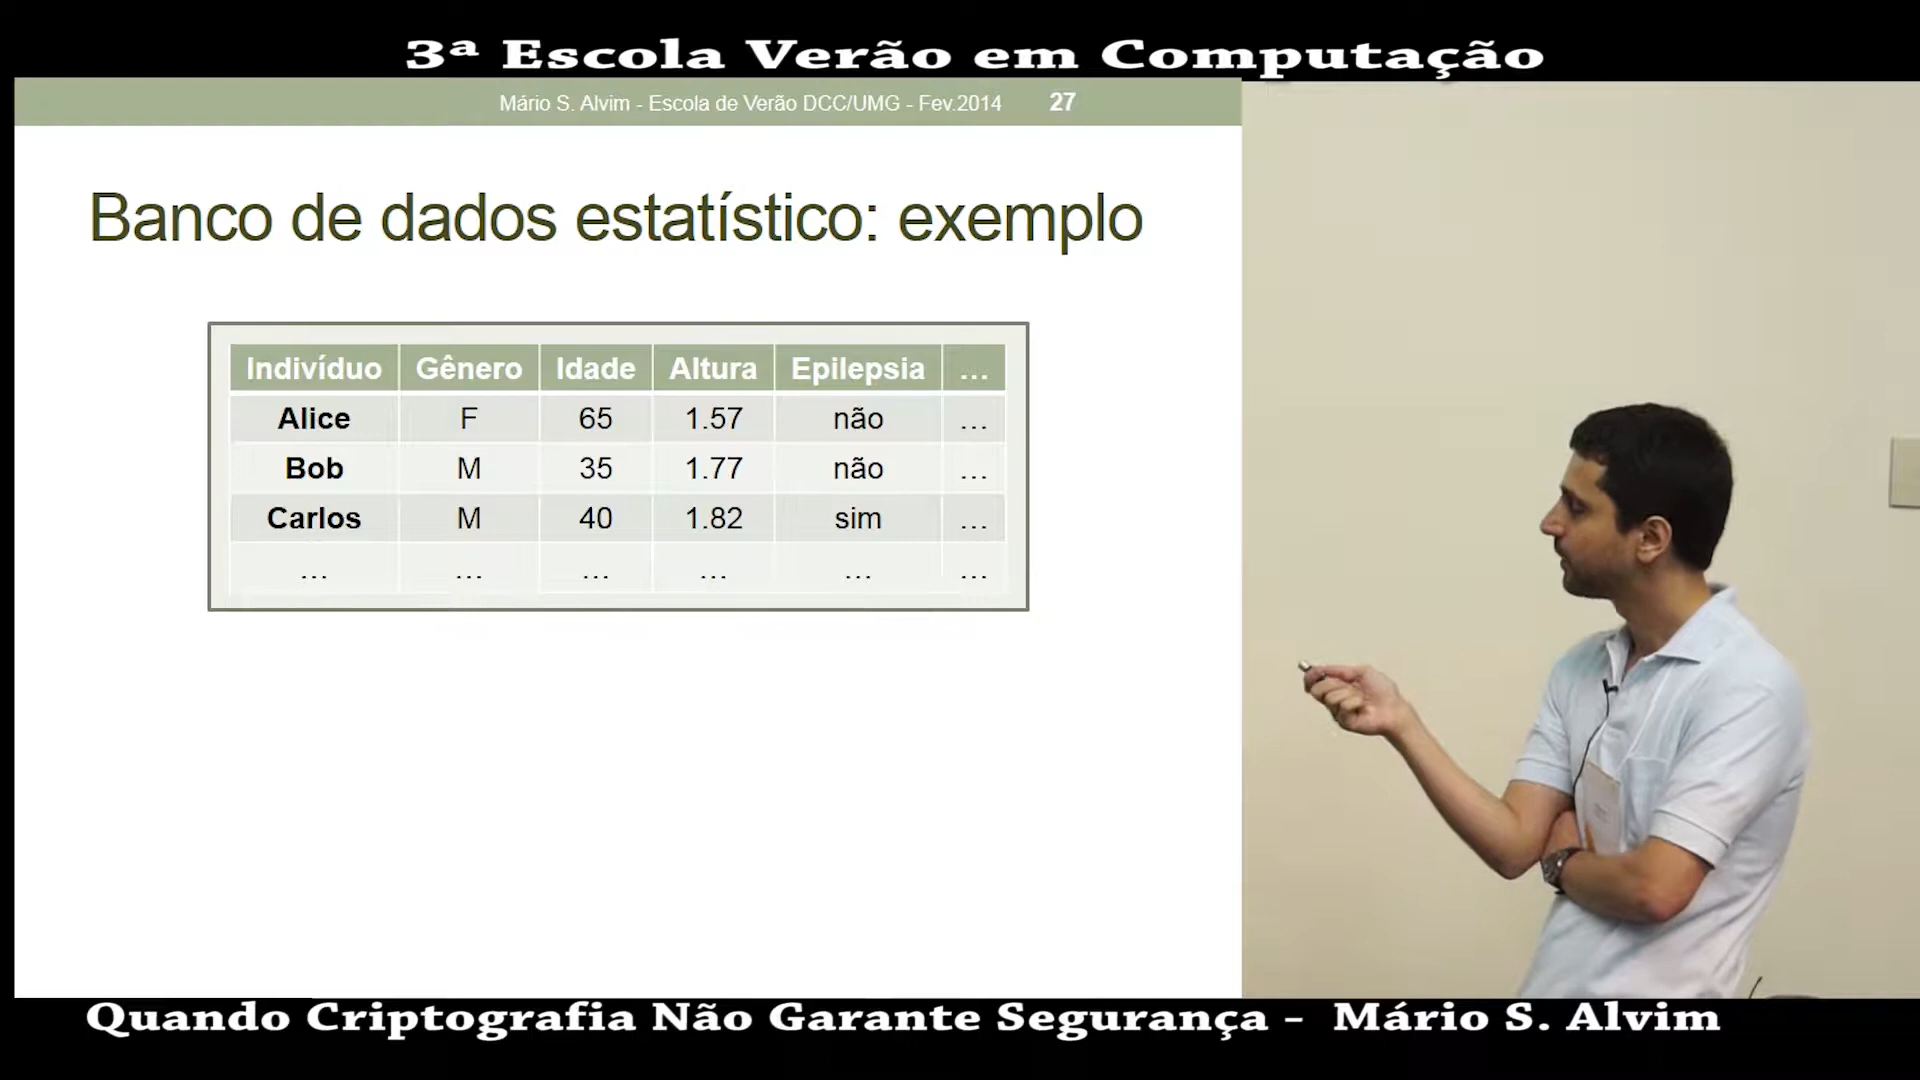 3ª Escola Verão em Computação
Mário S. Alvim - Escola de Verão DCC/UMG - Fev.2014 27
Banco de dados estatístico: exemplo
Indivíduo Gênero Idade Altura Epilepsia ...
Alice F 65 1.57 não ...
Bob M 35 1.77 não ...
Carlos M 40 1.82 sim ...
... ... ... ... ... ...
Quando Criptografia Não Garante Segurança - Mário S. Alvim